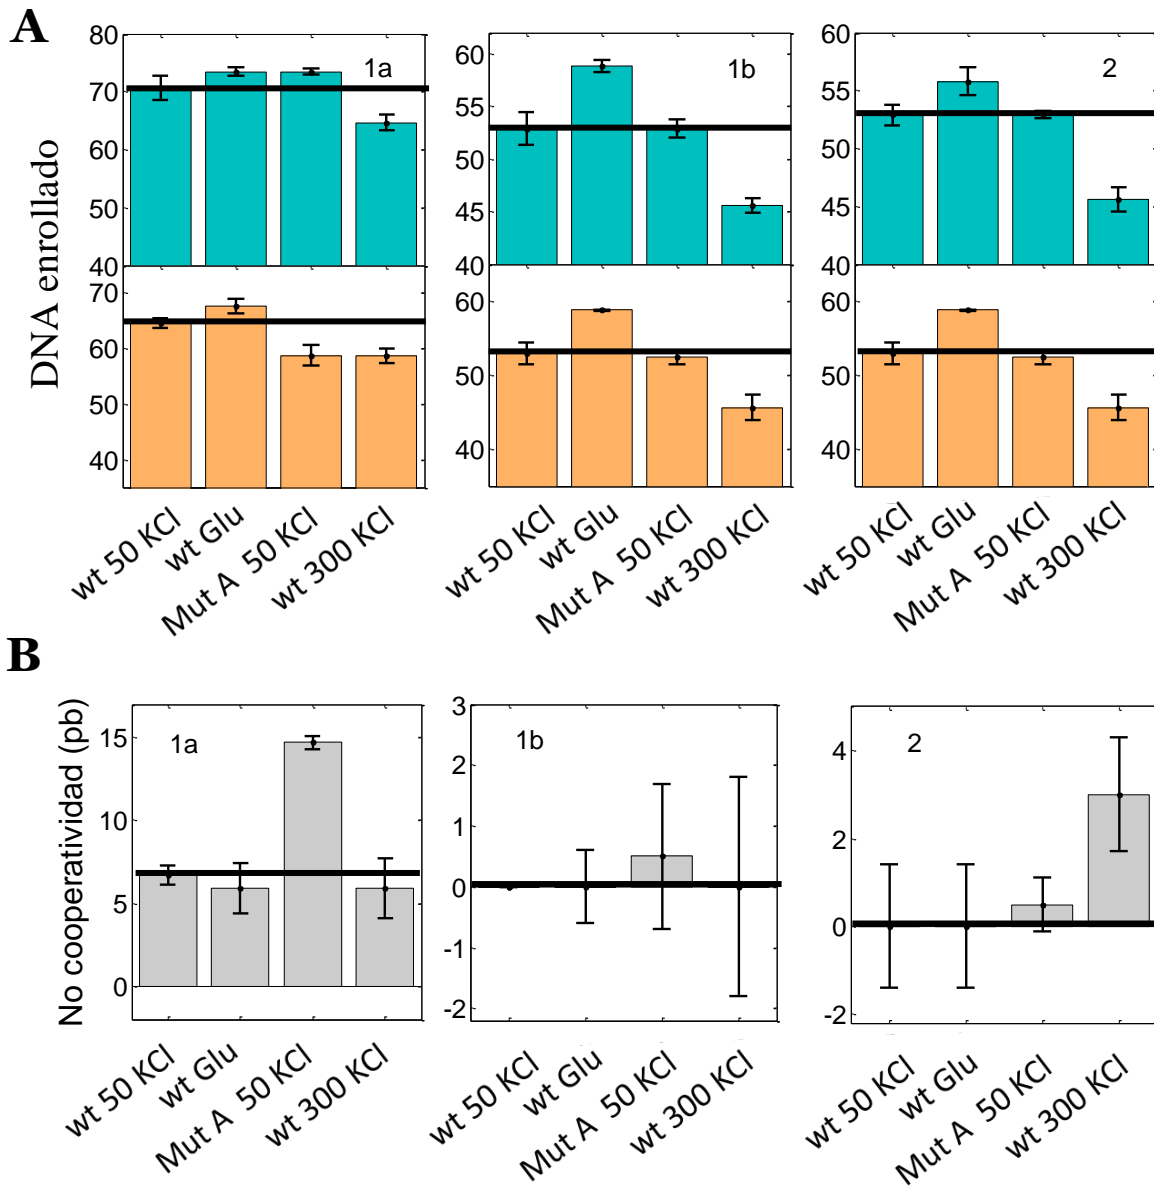 A
DNA enrollado
80
70
60
50
40
1a
60
55
50
45
40
1b
60
55
50
45
40
2
70
60
50
40
60
50
40
60
50
40
wt 50 KCl
wt Glu
Mut A 50 KCl
wt 300 KCl
wt 50 KCl
wt Glu
Mut A 50 KCl
wt 300 KCl
wt 50 KCl
wt Glu
Mut A 50 KCl
wt 300 KCl
B
No cooperatividad (pb)
15
10
5
0
1a
3
2
1
0
-1
-2
1b
4
2
0
-2
2
wt 50 KCl
wt Glu
Mut A 50 KCl
wt 300 KCl
wt 50 KCl
wt Glu
Mut A 50 KCl
wt 300 KCl
wt 50 KCl
wt Glu
Mut A 50 KCl
wt 300 KCl